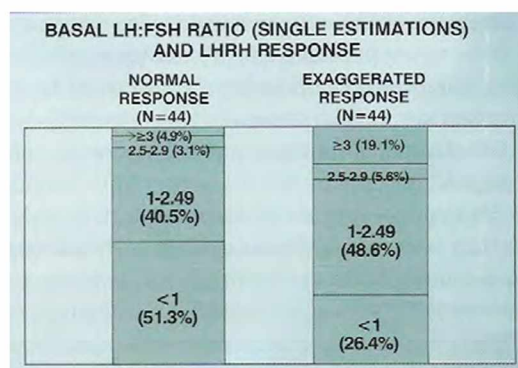 BASAL LH:FSH RATIO (SINGLE ESTIMATIONS)
AND LHRH RESPONSE
NORMAL
RESPONSE
(N=44)
EXAGGERATED
RESPONSE
(N=44)
≥3 (4.9%)
2.5-2.9 (3.1%)
1-2.49
(40.5%)
<1
(51.3%)
≥3 (19.1%)
2.5-2.9 (5.6%)
1-2.49
(48.6%)
<1
(26.4%)